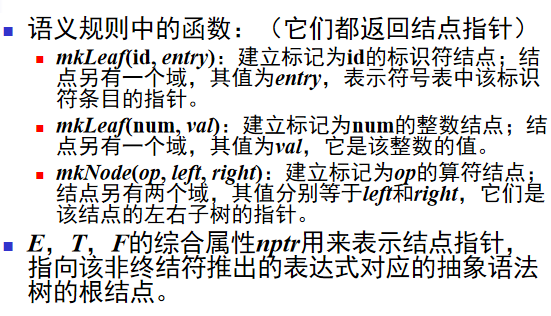 语义规则中的函数：（它们都返回结点指针）
mkLeaf(id, entry)：建立标记为id的标识符结点；结
点另有一个域，其值为entry，表示符号表中该标识
符条目的指针。
mkLeaf(num, val)：建立标记为num的整数结点；结
点另有一个域，其值为val，它是该整数的值。
mkNode(op, left, right)：建立标记为op的算符结点；
结点另有两个域，其值分别等于left和right，它们是
该结点的左右子树的指针。
E，T，F的综合属性nptr用来表示结点指针，
指向该非终结符推出的表达式对应的抽象语法
树的根结点。